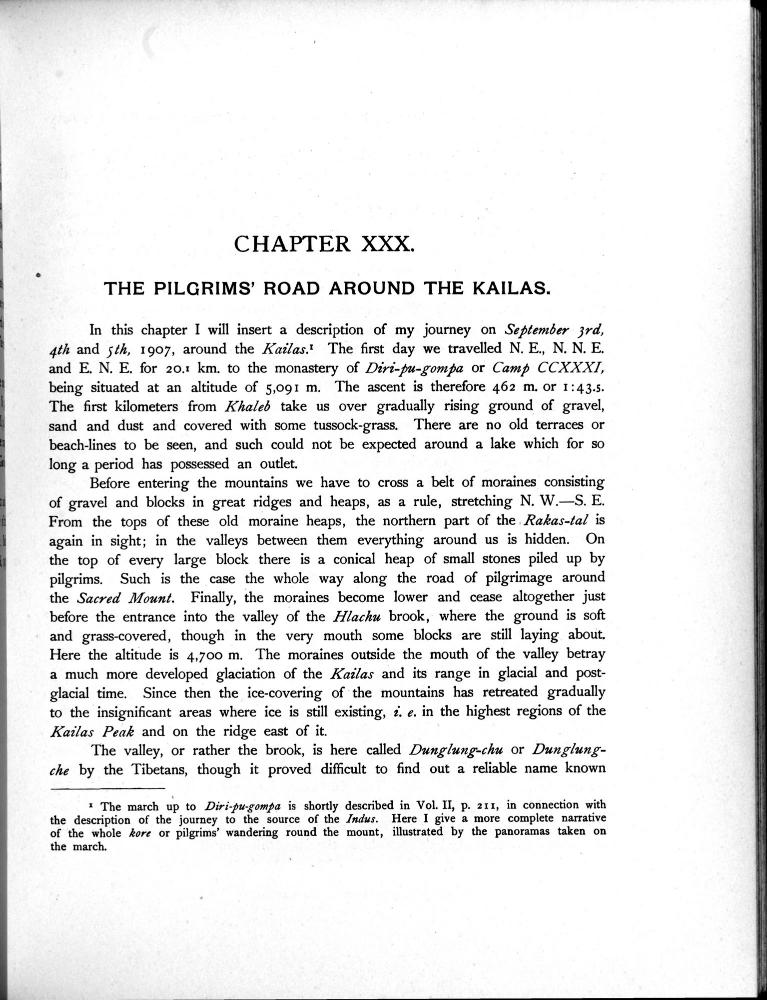 CHAPTER XXX.
THE PILGRIMS' ROAD AROUND THE KAILAS.
In this chapter I will insert a description of my journey on September 3rd,
4th and 5th, 1907, around the Kailas.¹ The first day we travelled N. E., N. N. E.
and E. N. E. for 20.1 km. to the monastery of Diri-pu-gompa or Camp CCXXXI,
being situated at an altitude of 5,091 m. The ascent is therefore 462 m. or 1:43.5.
The first kilometers from Khaleb take us over gradually rising ground of gravel,
sand and dust and covered with some tussock-grass. There are no old terraces or
beach-lines to be seen, and such could not be expected around a lake which for so
long a period has possessed an outlet.
Before entering the mountains we have to cross a belt of moraines consisting
of gravel and blocks in great ridges and heaps, as a rule, stretching N. W.—S. E.
From the tops of these old moraine heaps, the northern part of the Rakas-tal is
again in sight; in the valleys between them everything around us is hidden. On
the top of every large block there is a conical heap of small stones piled up by
pilgrims. Such is the case the whole way along the road of pilgrimage around
the Sacred Mount. Finally, the moraines become lower and cease altogether just
before the entrance into the valley of the Hlachu brook, where the ground is soft
and grass-covered, though in the very mouth some blocks are still laying about.
Here the altitude is 4,700 m. The moraines outside the mouth of the valley betray
a much more developed glaciation of the Kailas and its range in glacial and post-
glacial time. Since then the ice-covering of the mountains has retreated gradually
to the insignificant areas where ice is still existing, i. e. in the highest regions of the
Kailas Peak and on the ridge east of it.
The valley, or rather the brook, is here called Dunglung-chu or Dunglung-
che by the Tibetans, though it proved difficult to find out a reliable name known
¹ The march up to Diri-pu-gompa is shortly described in Vol. II, p. 211, in connection with
the description of the journey to the source of the Indus. Here I give a more complete narrative
of the whole kore or pilgrims' wandering round the mount, illustrated by the panoramas taken on
the march.